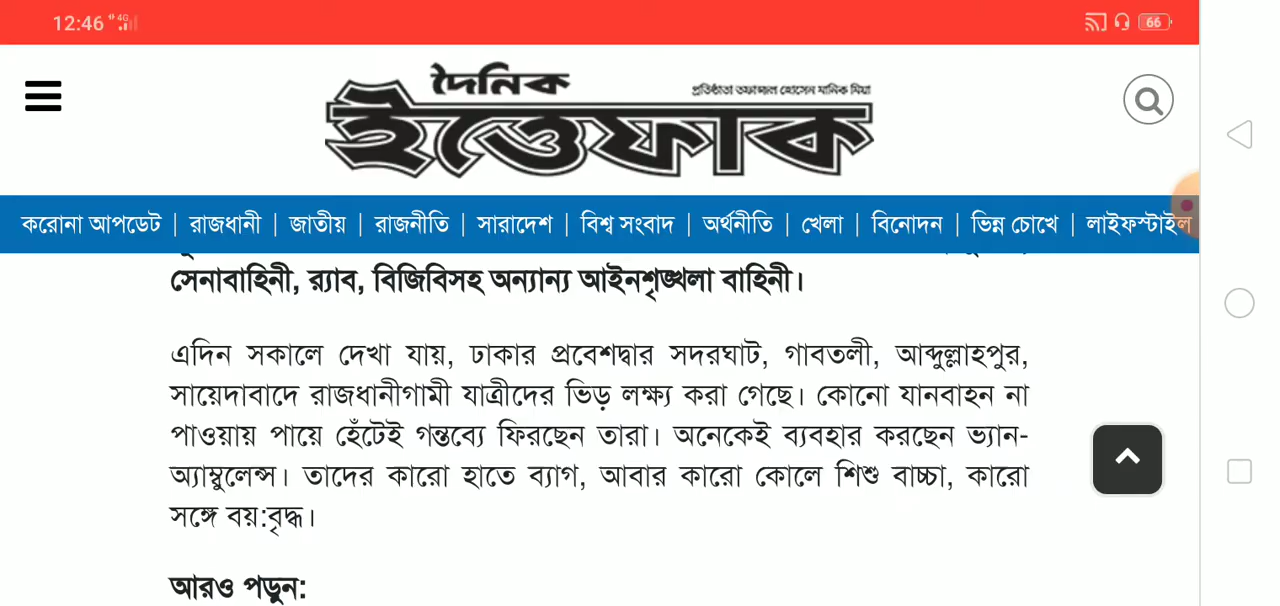 12:46 4G 66
দৈনিক
প্রতিষ্ঠাতা তফাজ্জল হোসেন মানিক মিয়া
ইত্তেফাক
করোনা আপডেট | রাজধানী | জাতীয় | রাজনীতি | সারাদেশ | বিশ্ব সংবাদ | অর্থনীতি | খেলা | বিনোদন | ভিন্ন চোখে | লাইফস্টাইল
সেনাবাহিনী, র‍্যাব, বিজিবিসহ অন্যান্য আইনশৃঙ্খলা বাহিনী।
এদিন সকালে দেখা যায়, ঢাকার প্রবেশদ্বার সদরঘাট, গাবতলী, আব্দুল্লাহপুর,
সায়েদাবাদে রাজধানীগামী যাত্রীদের ভিড় লক্ষ্য করা গেছে। কোনো যানবাহন না
পাওয়ায় পায়ে হেঁটেই গন্তব্যে ফিরছেন তারা। অনেকেই ব্যবহার করছেন ভ্যান-
অ্যাম্বুলেন্স। তাদের কারো হাতে ব্যাগ, আবার কারো কোলে শিশু বাচ্চা, কারো
সঙ্গে বয়:বৃদ্ধ।
আরও পড়ুন: